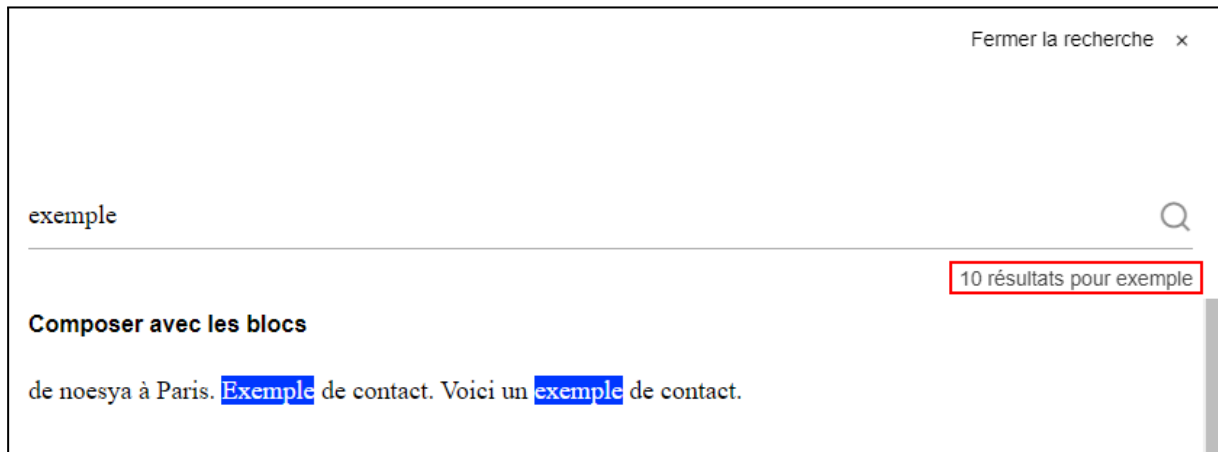 Fermer la recherche ×
exemple
10 résultats pour exemple
Composer avec les blocs
de noesya à Paris. Exemple de contact. Voici un exemple de contact.